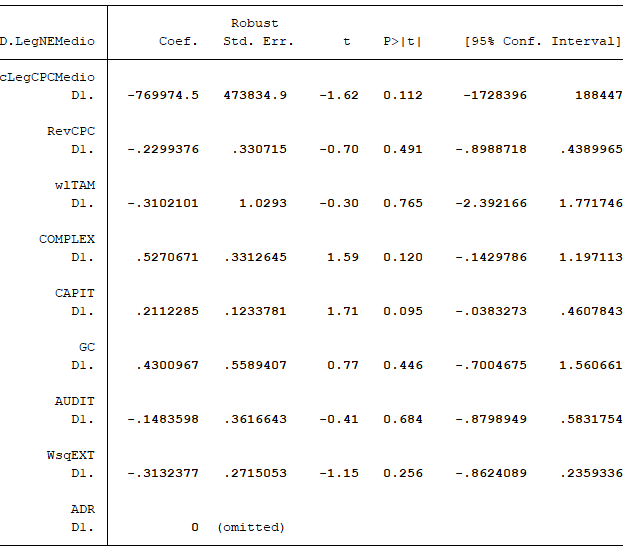 Robust
D.LegNEMedio Coef. Std. Err. t P>|t| [95% Conf. Interval]
cLegCPCMedio
D1. -769974.5 473834.9 -1.62 0.112 -1728396 188447
RevCPC
D1. -.2299376 .330715 -0.70 0.491 -.8988718 .4389965
wlTAM
D1. -.3102101 1.0293 -0.30 0.765 -2.392166 1.771746
COMPLEX
D1. .5270671 .3312645 1.59 0.120 -.1429786 1.197113
CAPIT
D1. .2112285 .1233781 1.71 0.095 -.0383273 .4607843
GC
D1. .4300967 .5589407 0.77 0.446 -.7004675 1.560661
AUDIT
D1. -.1483598 .3616643 -0.41 0.684 -.8798949 .5831754
WsqEXT
D1. -.3132377 .2715053 -1.15 0.256 -.8624089 .2359336
ADR
D1. 0 (omitted)